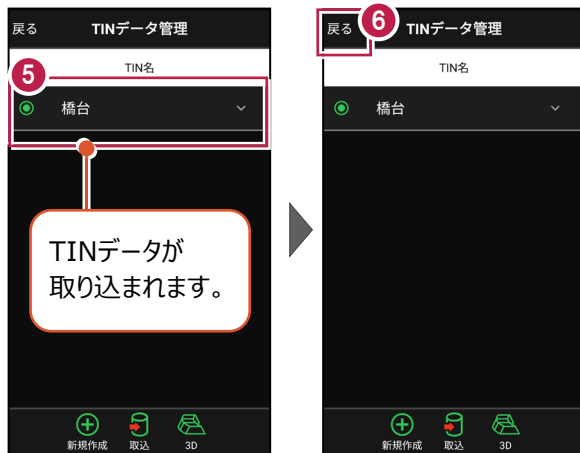 戻る TINデータ管理
TIN名
5
橋台
TINデータが
取り込まれます。
新規作成 取込 3D
戻る 6 TINデータ管理
TIN名
橋台
新規作成 取込 3D